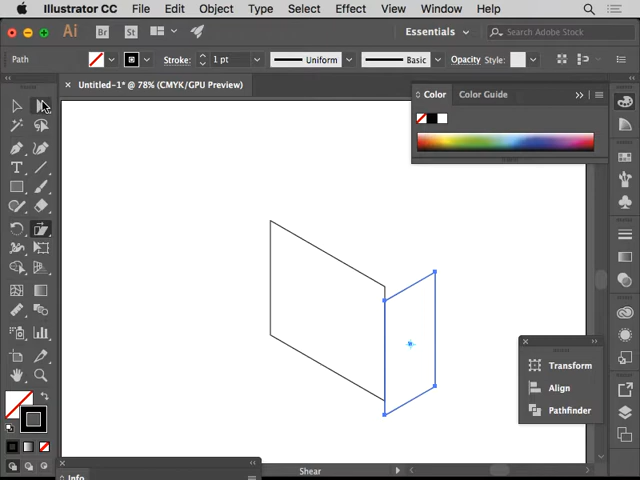 Illustrator CC File Edit Object Type Select Effect View Window Help
Ai Br St Essentials Search Adobe Stock
Path Stroke: 1 pt Uniform Basic Opacity Style:
× Untitled-1* @ 78% (CMYK/GPU Preview)
Color Color Guide
Transform
Align
Pathfinder
Shear
Info